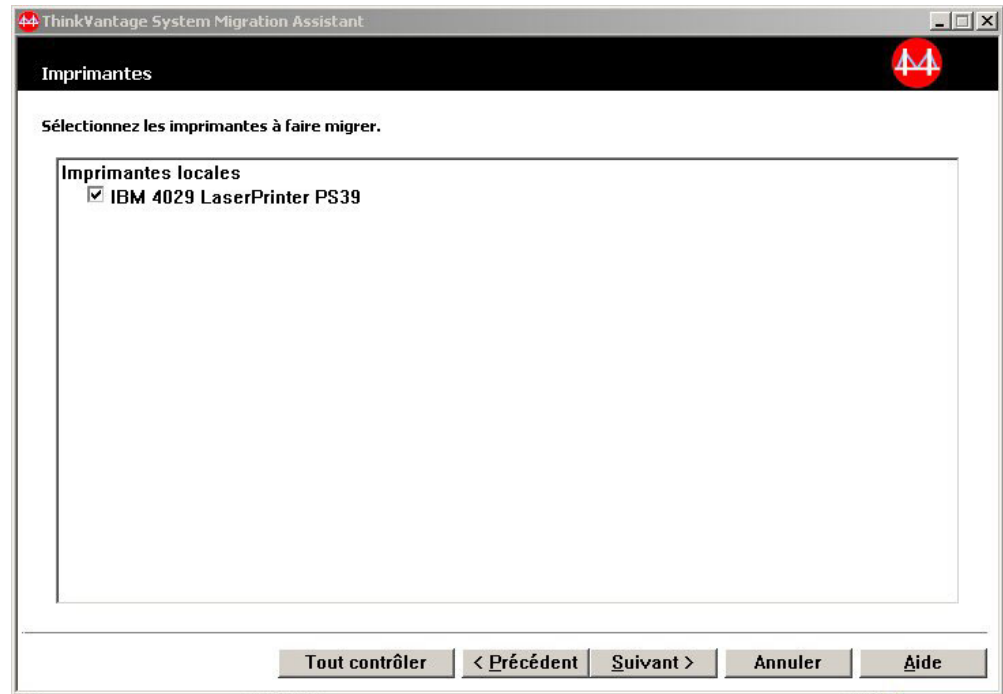 ThinkVantage System Migration Assistant
Imprimantes
Sélectionnez les imprimantes à faire migrer.
Imprimantes locales
IBM 4029 LaserPrinter PS39
Tout contrôler
< Précédent
Suivant >
Annuler
Aide